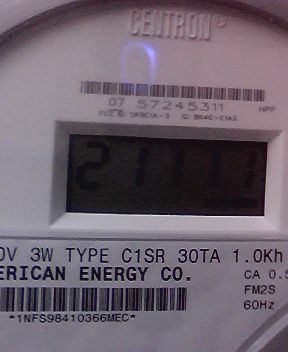 CENTRON®
07 57245311
0V 3W TYPE C1SR 30TA 1.0Kh
ERICAN ENERGY CO.
CA 0.5
FM2S
60Hz
*1NFS98410366MEC*